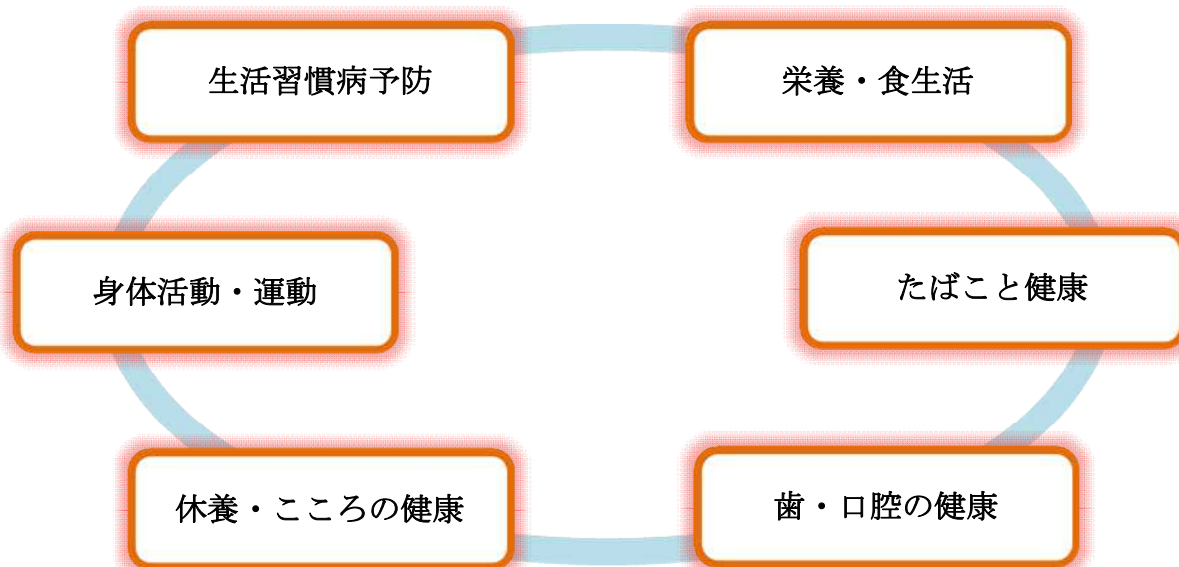 生活習慣病予防
栄養・食生活
身体活動・運動
たばこと健康
休養・こころの健康
歯・口腔の健康